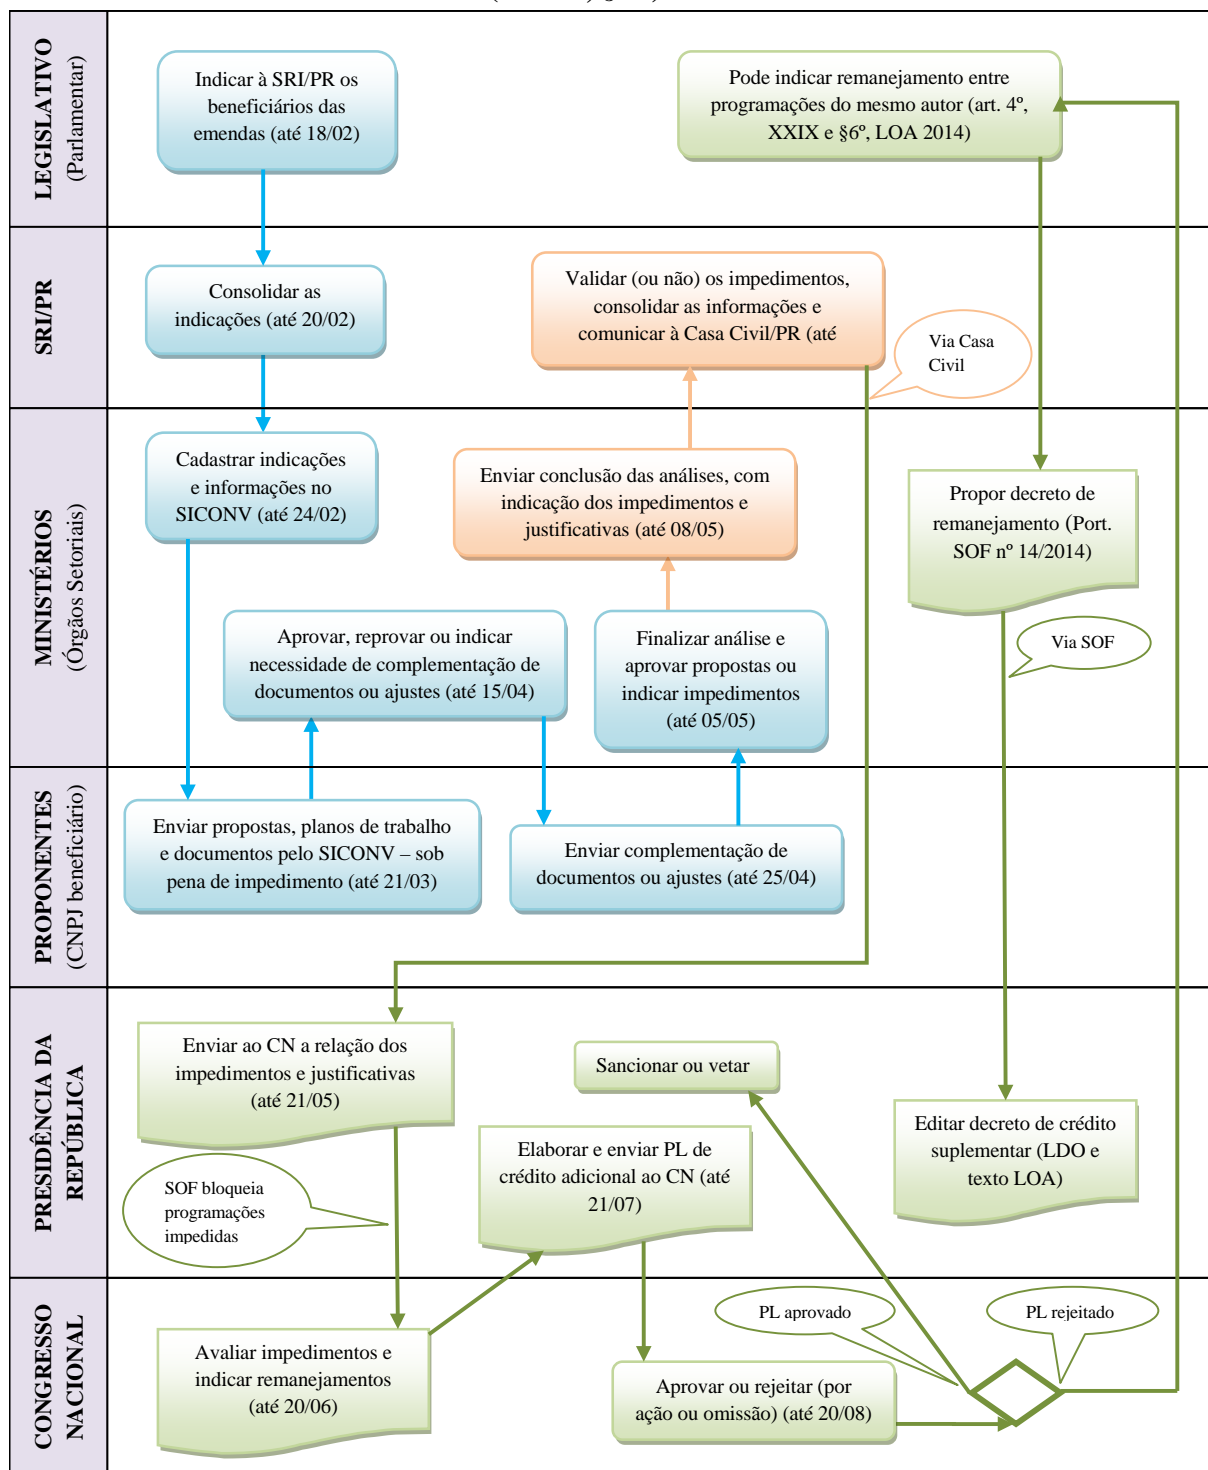 LEGISLATIVO
(Parlamentar)
Indicar à SRI/PR os
beneficiários das
emendas (até 18/02)
Pode indicar remanejamento entre
programações do mesmo autor (art. 4º,
XXIX e §6º, LOA 2014)
SRI/PR
Consolidar as
indicações (até 20/02)
Validar (ou não) os impedimentos,
consolidar as informações e
comunicar à Casa Civil/PR (até
Via Casa
Civil
MINISTÉRIOS
(Órgãos Setoriais)
Cadastrar indicações
e informações no
SICONV (até 24/02)
Enviar conclusão das análises, com
indicação dos impedimentos e
justificativas (até 08/05)
Propor decreto de
remanejamento (Port.
SOF nº 14/2014)
Aprovar, reprovar ou indicar
necessidade de complementação de
documentos ou ajustes (até 15/04)
Finalizar análise e
aprovar propostas ou
indicar impedimentos
(até 05/05)
Via SOF
PROPONENTES
(CNPJ beneficiário)
Enviar propostas, planos de trabalho
e documentos pelo SICONV – sob
pena de impedimento (até 21/03)
Enviar complementação de
documentos ou ajustes (até 25/04)
PRESIDÊNCIA DA
REPÚBLICA
Enviar ao CN a relação dos
impedimentos e justificativas
(até 21/05)
Sancionar ou vetar
Elaborar e enviar PL de
crédito adicional ao CN (até
21/07)
Editar decreto de crédito
suplementar (LDO e
texto LOA)
SOF bloqueia
programações
impedidas
CONGRESSO
NACIONAL
Avaliar impedimentos e
indicar remanejamentos
(até 20/06)
PL aprovado
PL rejeitado
Aprovar ou rejeitar (por
ação ou omissão) (até 20/08)